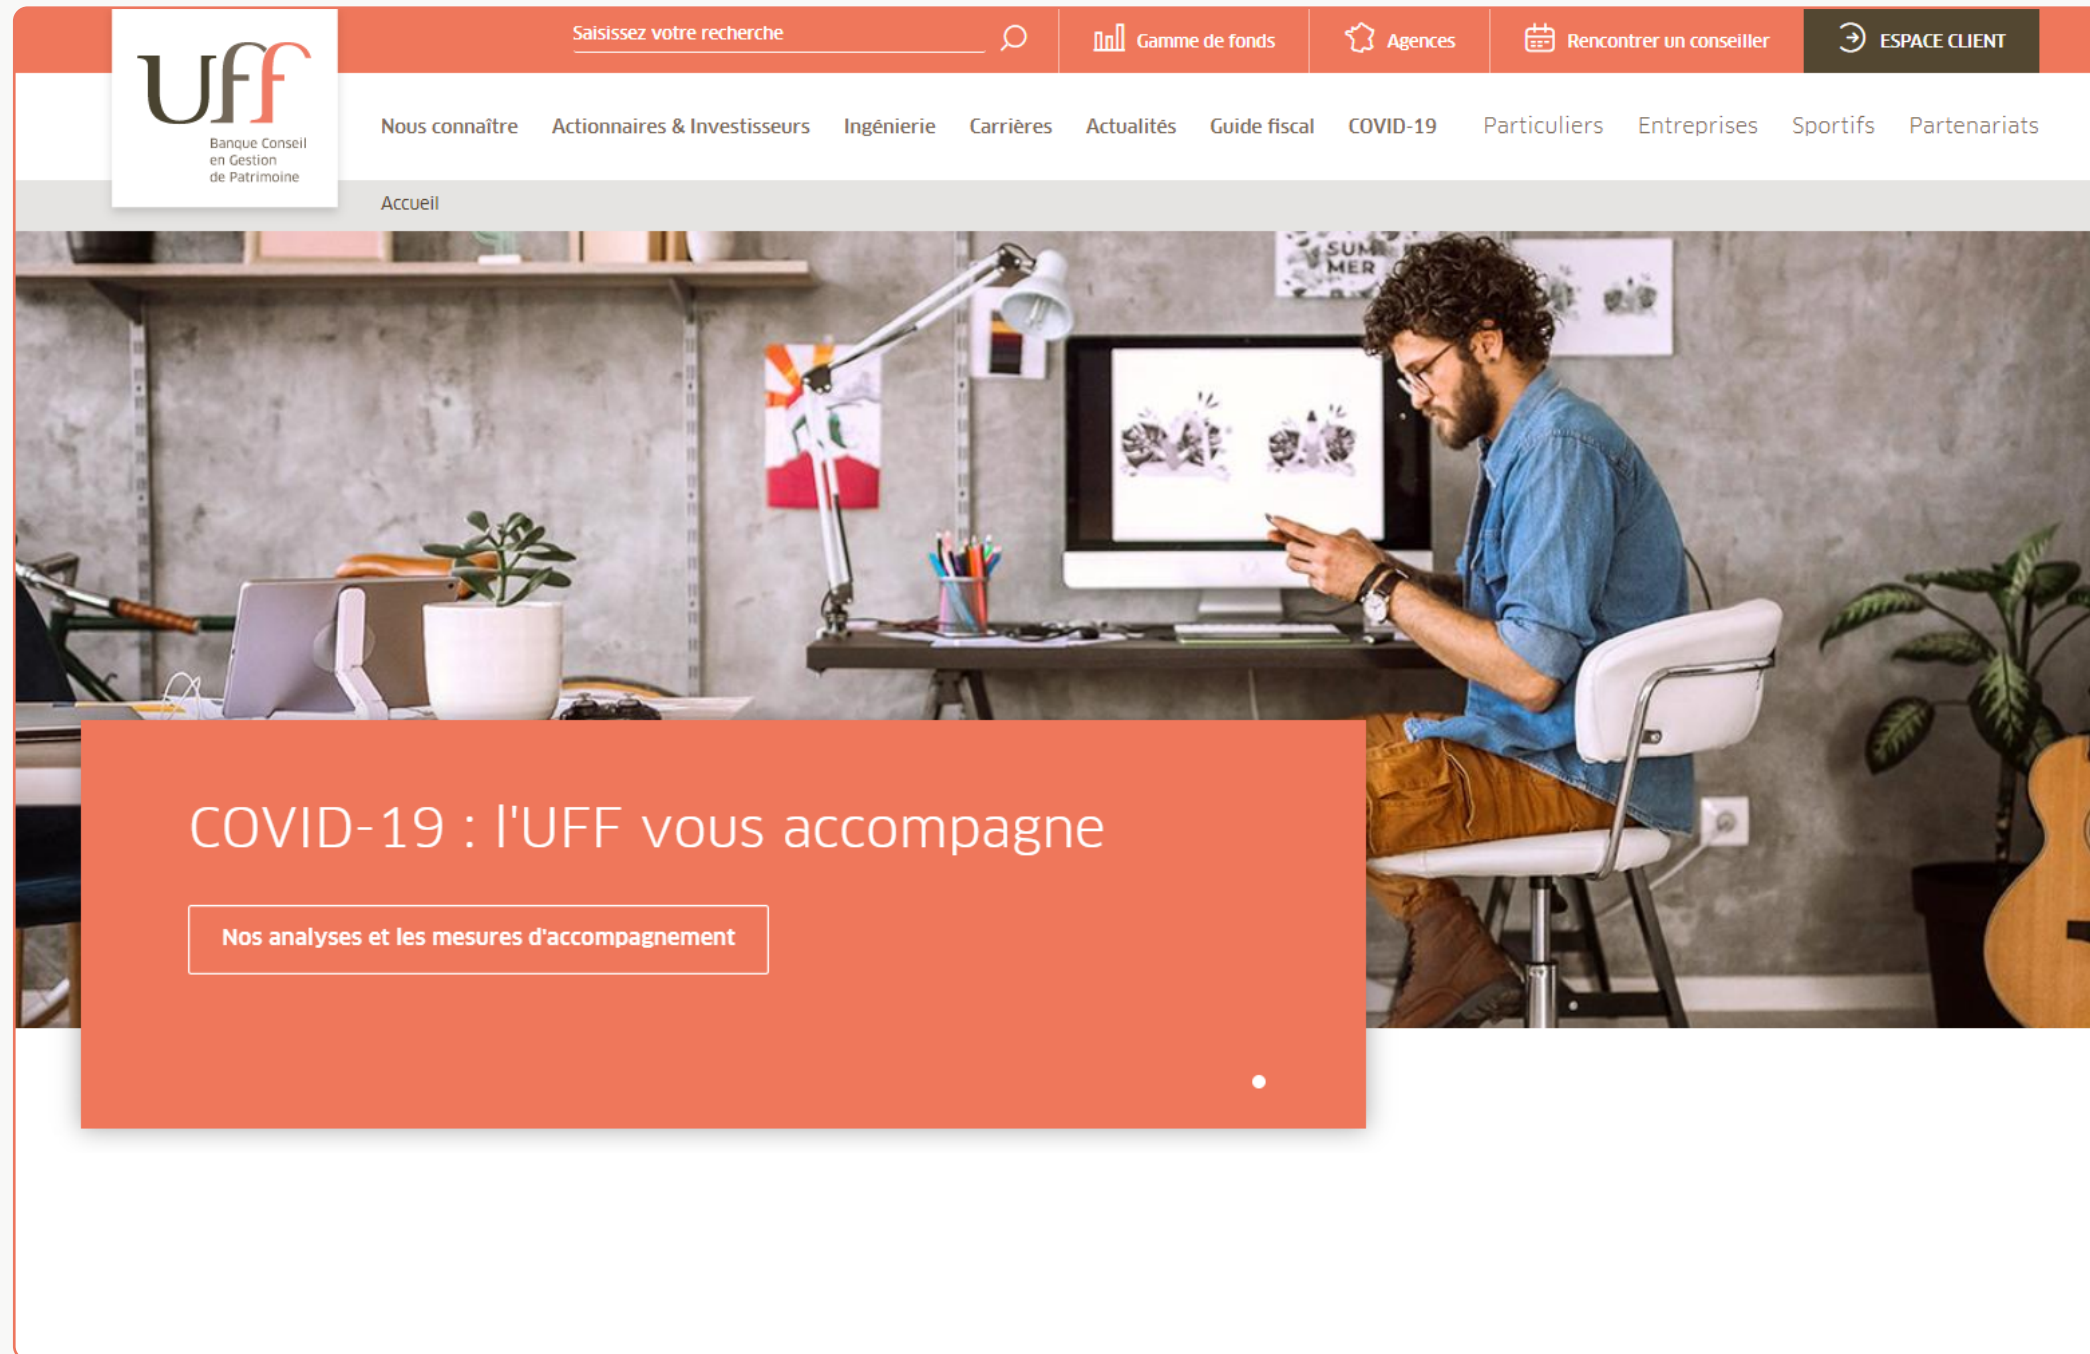 Saisissez votre recherche
Gamme de fonds
Agences
Rencontrer un conseiller
ESPACE CLIENT
uff
Banque Conseil
en Gestion
de Patrimoine
Nous connaître
Actionnaires & Investisseurs
Ingénierie
Carrières
Actualités
Guide fiscal
COVID-19
Particuliers
Entreprises
Sportifs
Partenariats
Accueil
SUM
MER
COVID-19 : l'UFF vous accompagne
Nos analyses et les mesures d'accompagnement